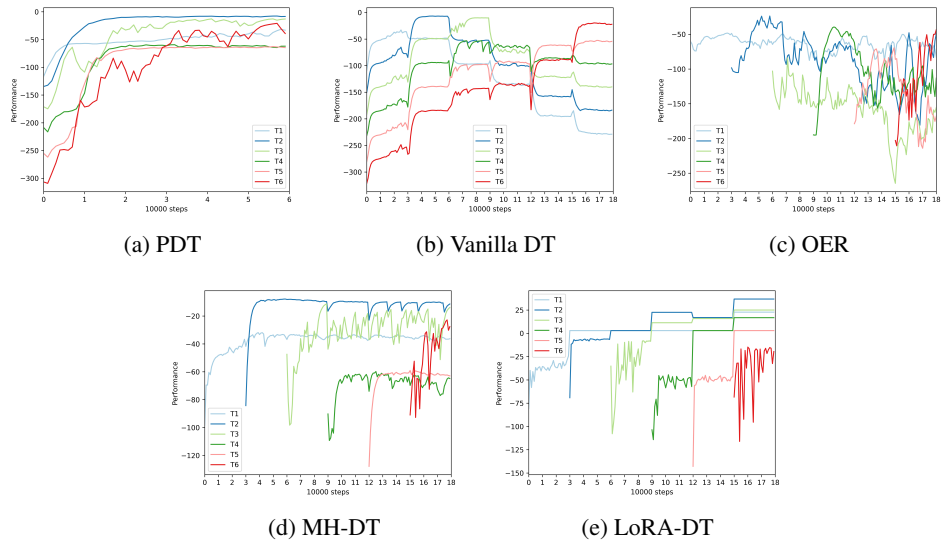 0
−50
−100
−150
−200
−250
−300
Performance
0 1 2 3 4 5 6
10000 steps
T1
T2
T3
T4
T5
T6
(a) PDT
0
−50
−100
−150
−200
−250
−300
Performance
0 1 2 3 4 5 6 7 8 9 10 11 12 13 14 15 16 17 18
10000 steps
T1
T2
T3
T4
T5
T6
(b) Vanilla DT
−50
−100
−150
−200
−250
Performance
0 1 2 3 4 5 6 7 8 9 10 11 12 13 14 15 16 17 18
10000 steps
T1
T2
T3
T4
T5
T6
(c) OER
−20
−40
−60
−80
−100
−120
Performance
0 1 2 3 4 5 6 7 8 9 10 11 12 13 14 15 16 17 18
10000 steps
T1
T2
T3
T4
T5
T6
(d) MH-DT
25
0
−25
−50
−75
−100
−125
−150
Performance
0 1 2 3 4 5 6 7 8 9 10 11 12 13 14 15 16 17 18
10000 steps
T1
T2
T3
T4
T5
T6
(e) LoRA-DT